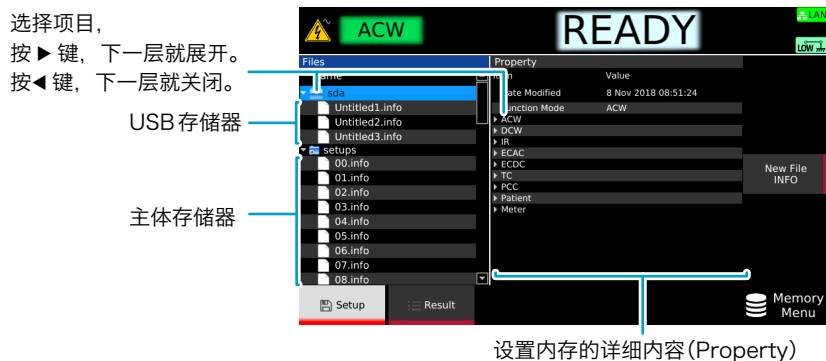 选择项目，
按▶键，下一层就展开。
按◀键，下一层就关闭。
USB存储器
主体存储器
ACW
READY
LAN
LOW
Files
sda
Untitled1.info
Untitled2.info
Untitled3.info
setups
00.info
01.info
02.info
03.info
04.info
05.info
06.info
07.info
08.info
Property
Value
Date Modified 8 Nov 2018 08:51:24
Function Mode ACW
ACW
DCW
IR
ECAC
ECDC
TC
PCC
Patient
Meter
New File
INFO
Setup
Result
Memory
Menu
设置内存的详细内容(Property)